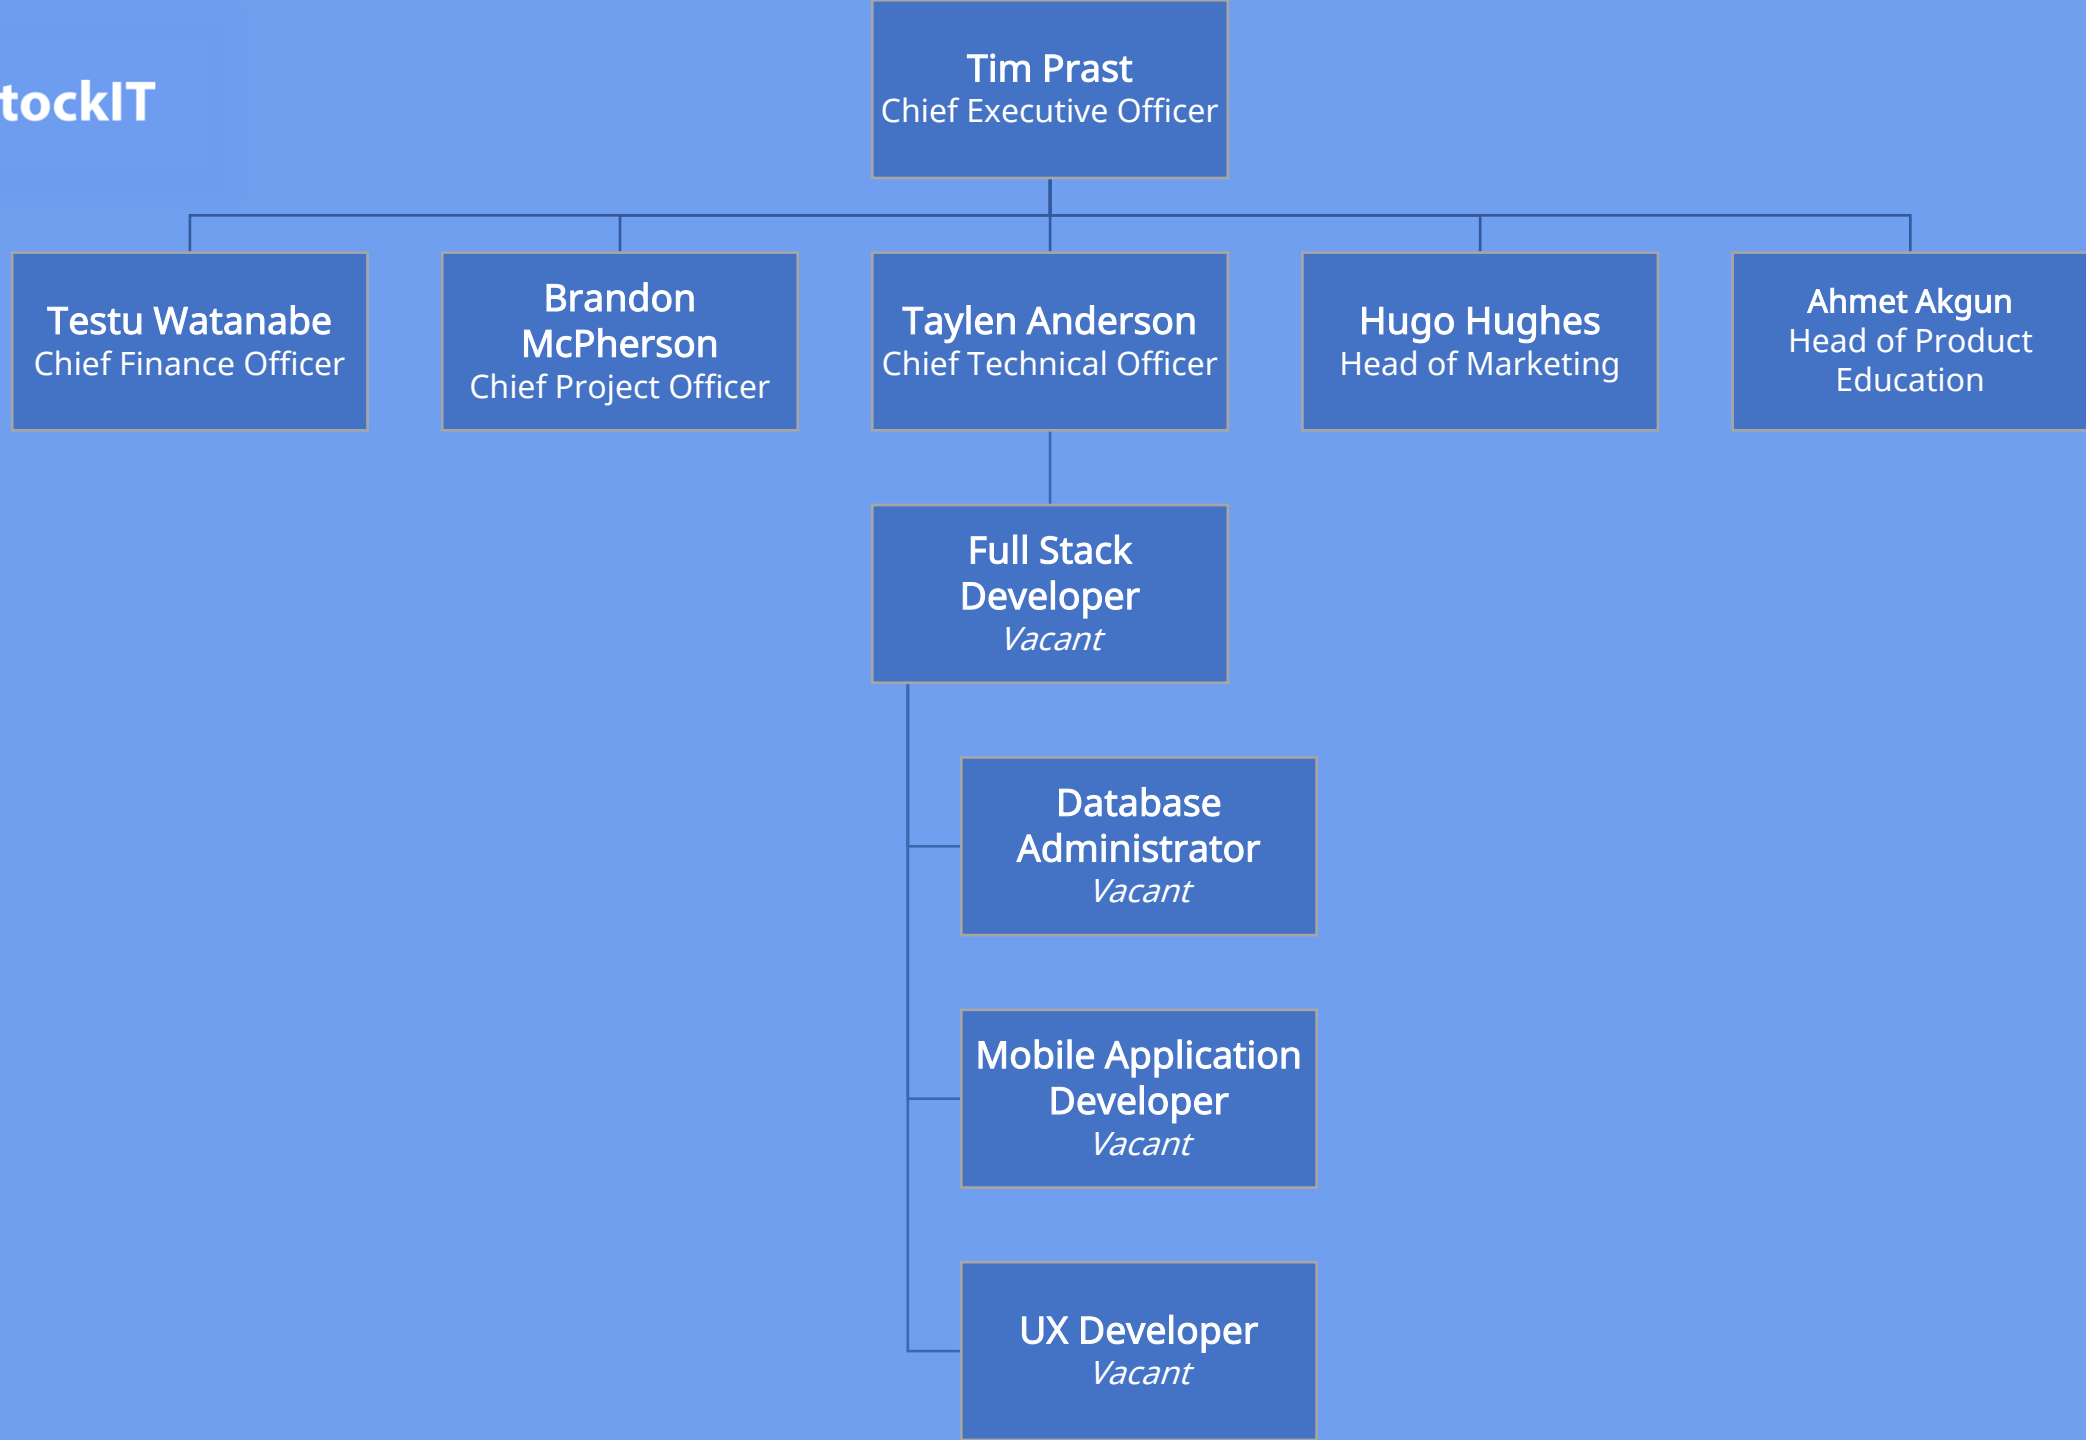 tockIT
Tim Prast
Chief Executive Officer
Testu Watanabe
Chief Finance Officer
Brandon
McPherson
Chief Project Officer
Taylen Anderson
Chief Technical Officer
Hugo Hughes
Head of Marketing
Ahmet Akgun
Head of Product
Education
Full Stack
Developer
Vacant
Database
Administrator
Vacant
Mobile Application
Developer
Vacant
UX Developer
Vacant